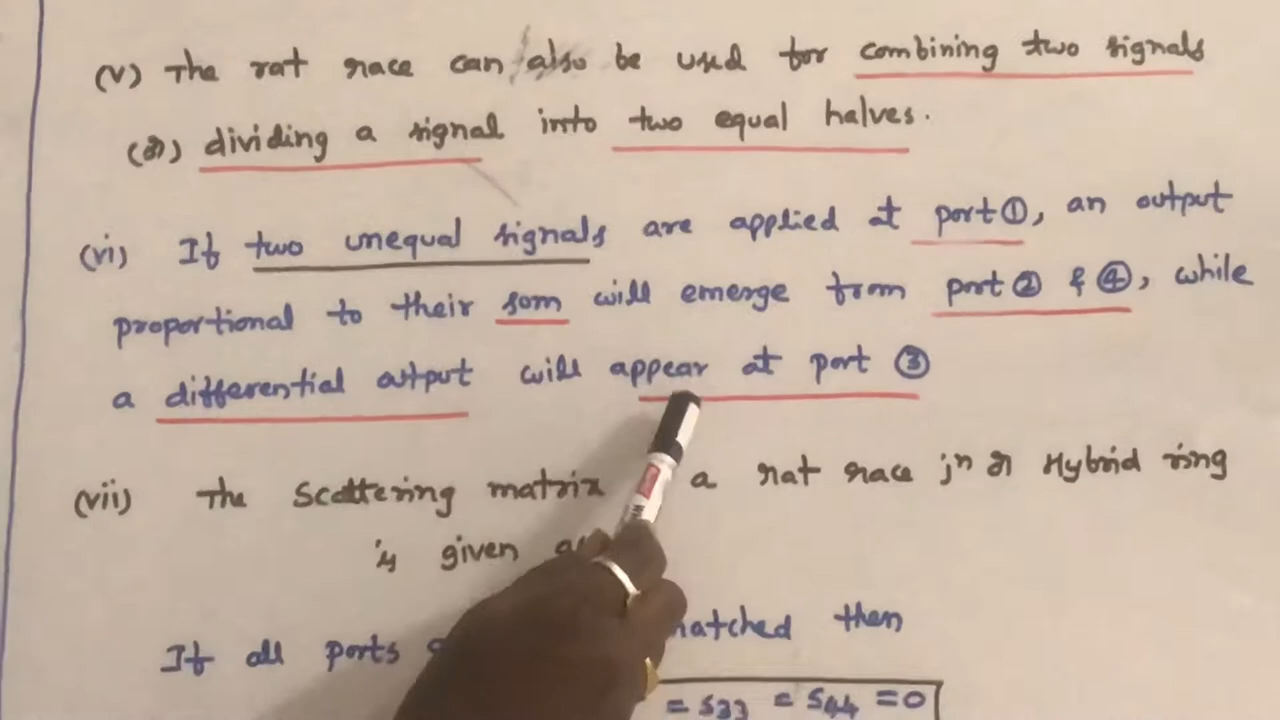 (v) The rat race can also be used for combining two signals
(or) dividing a signal into two equal halves.
(vi) If two unequal signals are applied at port ①, an output
proportional to their som will emerge from port ② & ④, while
a differential output will appear at port ③
(vii) The Scattering matrix a rat race jn or Hybrid ring
is given
If all ports matched then
= S33 = S44 = 0